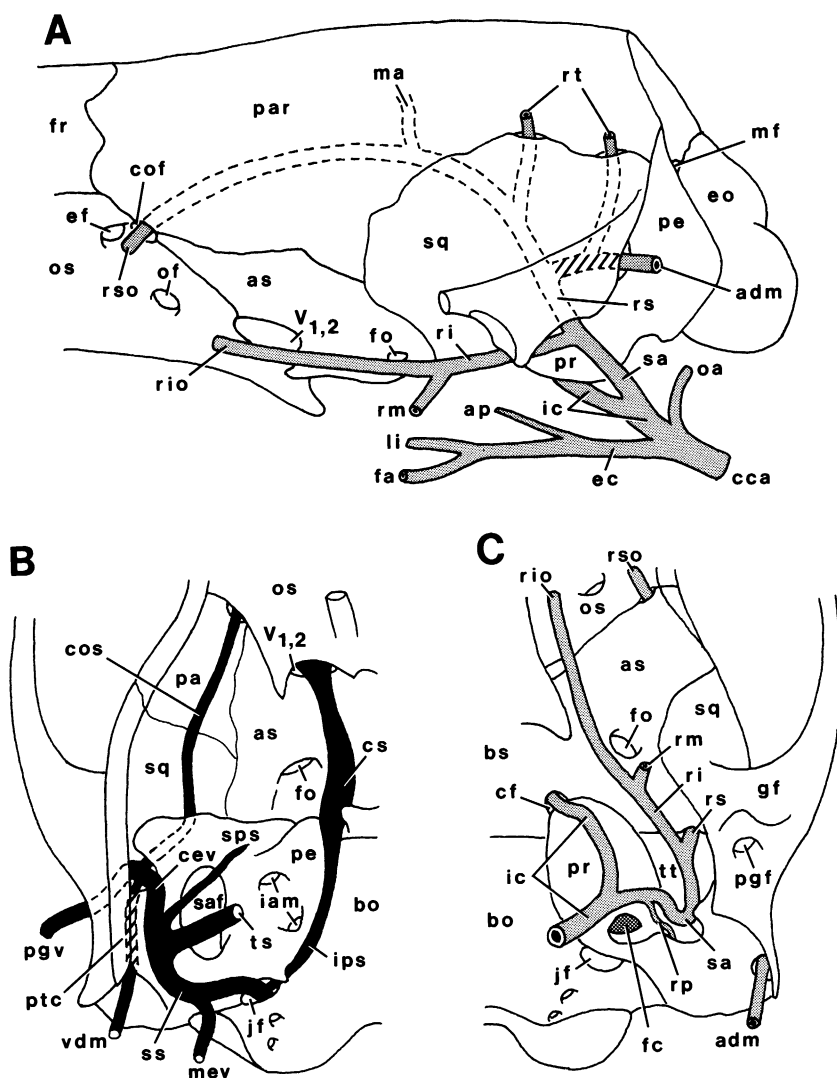 A
ma
rt
fr
par
mf
cof
eo
ef
sq
pe
os
of
as
rso
adm
V1,2
fo
ri
rs
rio
pr
sa
oa
rm
ap
ic
li
fa
ec
cca
B
os
V1,2
cos
pa
as
cs
sq
fo
sps
cev
pe
saf
iam
bo
pgv
ts
ips
ptc
vdm
ss
jf
mev
C
rso
rio
os
as
sq
fo
bs
rm
ri
rs
gf
cf
pr
tt
ic
pgf
bo
sa
jf
rp
fc
adm